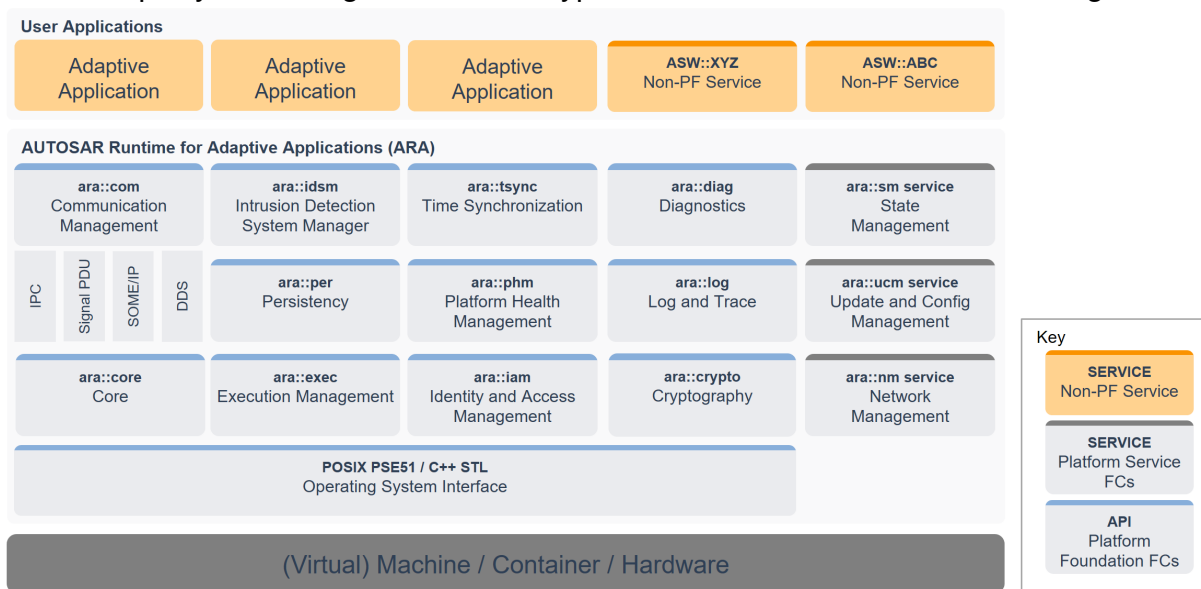 User Applications
Adaptive
Application
Adaptive
Application
Adaptive
Application
ASW::XYZ
Non-PF Service
ASW::ABC
Non-PF Service
AUTOSAR Runtime for Adaptive Applications (ARA)
ara::com
Communication
Management
ara::idsm
Intrusion Detection
System Manager
ara::tsync
Time Synchronization
ara::diag
Diagnostics
ara::sm service
State
Management
IPC
Signal PDU
SOME/IP
DDS
ara::per
Persistency
ara::phm
Platform Health
Management
ara::log
Log and Trace
ara::ucm service
Update and Config
Management
ara::core
Core
ara::exec
Execution Management
ara::iam
Identity and Access
Management
ara::crypto
Cryptography
ara::nm service
Network
Management
POSIX PSE51 / C++ STL
Operating System Interface
(Virtual) Machine / Container / Hardware
Key
SERVICE
Non-PF Service
SERVICE
Platform Service
FCs
API
Platform
Foundation FCs